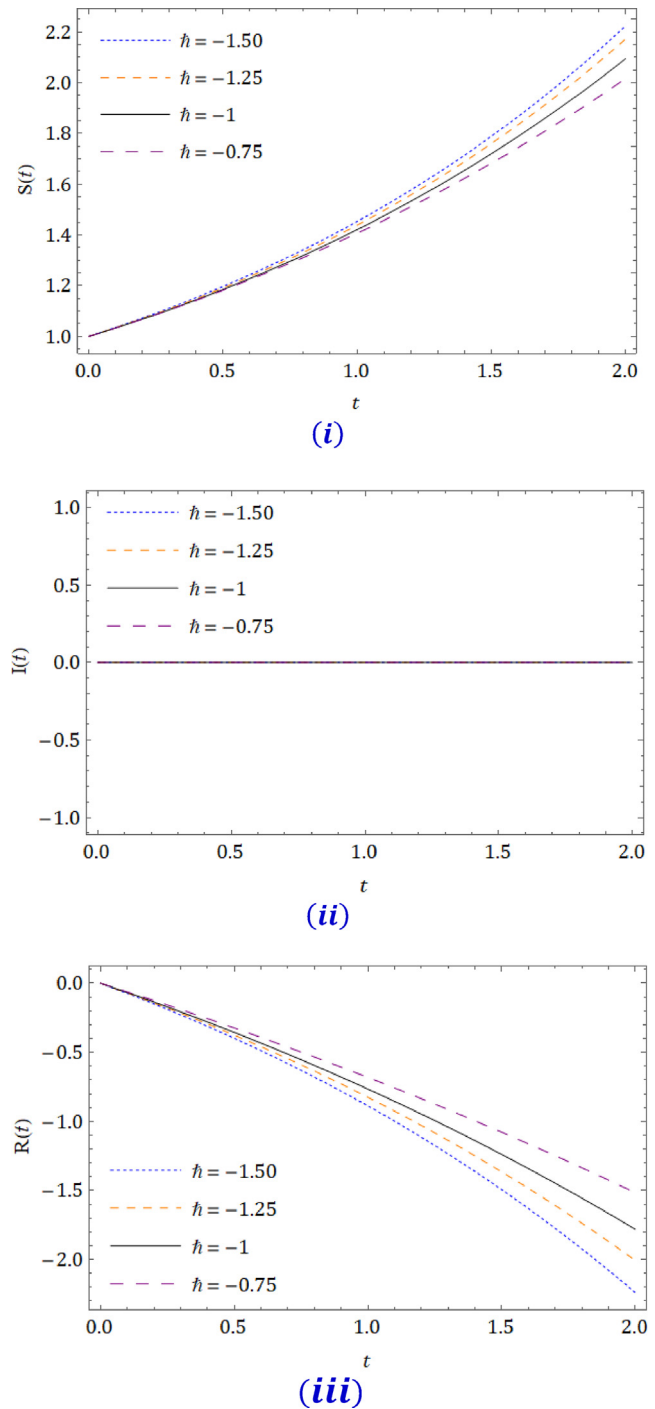 2.2
2.0
1.8
1.6
1.4
1.2
1.0
S(t)
ℏ = −1.50
ℏ = −1.25
ℏ = −1
ℏ = −0.75
0.0 0.5 1.0 1.5 2.0
t
(i)
1.0
0.5
0.0
−0.5
−1.0
I(t)
ℏ = −1.50
ℏ = −1.25
ℏ = −1
ℏ = −0.75
0.0 0.5 1.0 1.5 2.0
t
(ii)
0.0
−0.5
−1.0
−1.5
−2.0
R(t)
ℏ = −1.50
ℏ = −1.25
ℏ = −1
ℏ = −0.75
0.0 0.5 1.0 1.5 2.0
t
(iii)